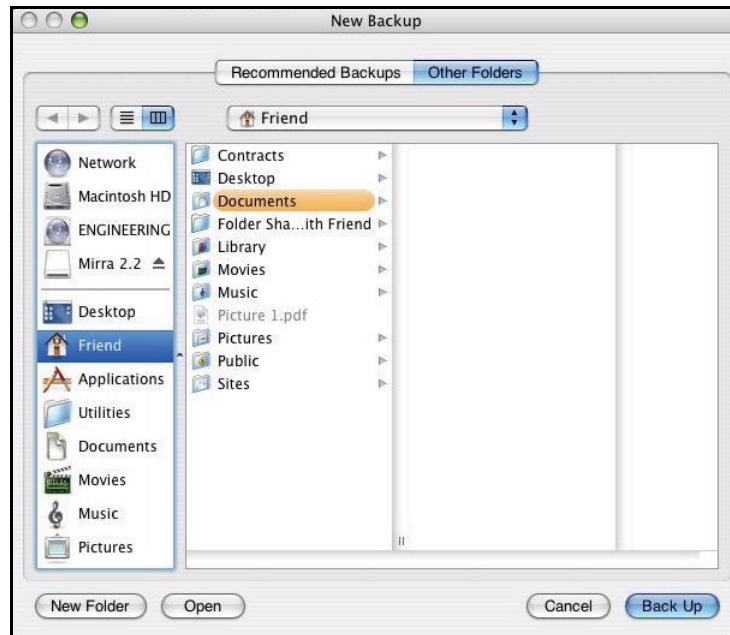 New Backup
Recommended Backups
Other Folders
Friend
Network
Macintosh HD
ENGINEERING
Mirra 2.2
Desktop
Friend
Applications
Utilities
Documents
Movies
Music
Pictures
Contracts
Desktop
Documents
Folder Sha...ith Friend
Library
Movies
Music
Picture 1.pdf
Pictures
Public
Sites
New Folder
Open
Cancel
Back Up